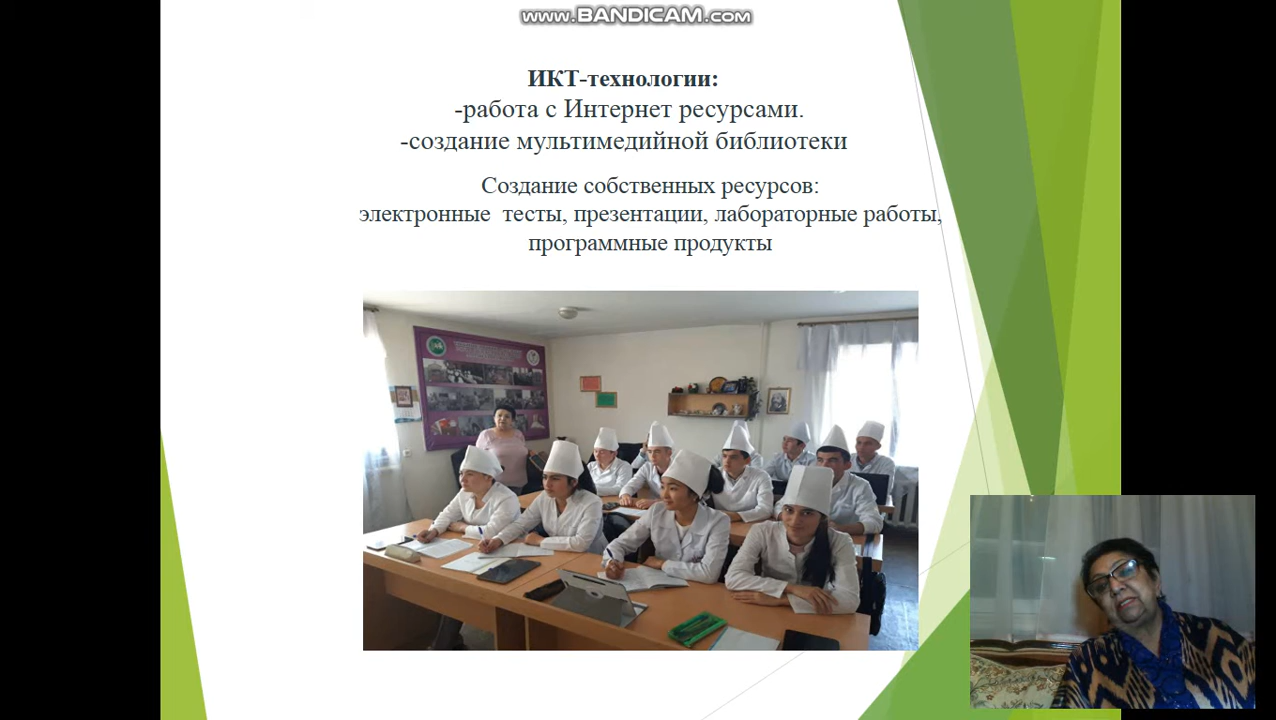 www.BANDICAM.com
ИКТ-технологии:
-работа с Интернет ресурсами.
-создание мультимедийной библиотеки
Создание собственных ресурсов:
электронные тесты, презентации, лабораторные работы,
программные продукты